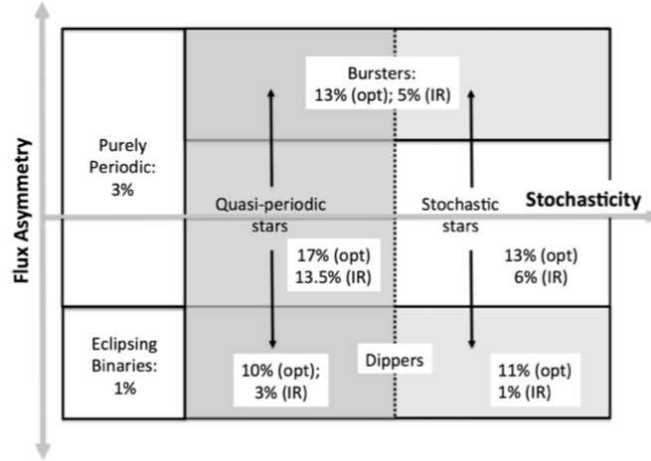 Bursters:
13% (opt); 5% (IR)
Flux Asymmetry
Purely
Periodic:
3%
Quasi-periodic
stars
Stochastic
stars
Stochasticity
17% (opt)
13.5% (IR)
13% (opt)
6% (IR)
Eclipsing
Binaries:
1%
10% (opt);
3% (IR)
Dippers
11% (opt)
1% (IR)